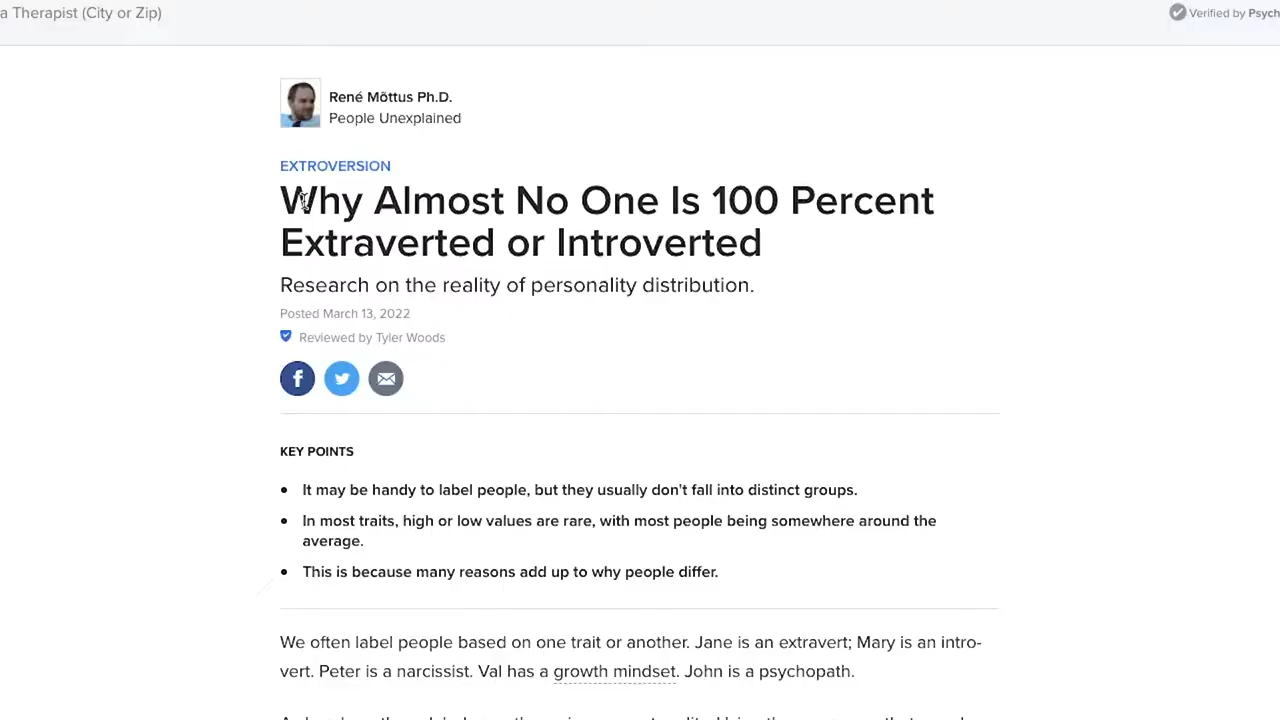 a Therapist (City or Zip)
Verified by Psych
René Mõttus Ph.D.
People Unexplained
EXTROVERSION
Why Almost No One Is 100 Percent
Extraverted or Introverted
Research on the reality of personality distribution.
Posted March 13, 2022
Reviewed by Tyler Woods
f
KEY POINTS
• It may be handy to label people, but they usually don't fall into distinct groups.
• In most traits, high or low values are rare, with most people being somewhere around the
average.
• This is because many reasons add up to why people differ.
We often label people based on one trait or another. Jane is an extravert; Mary is an intro-
vert. Peter is a narcissist. Val has a growth mindset. John is a psychopath.